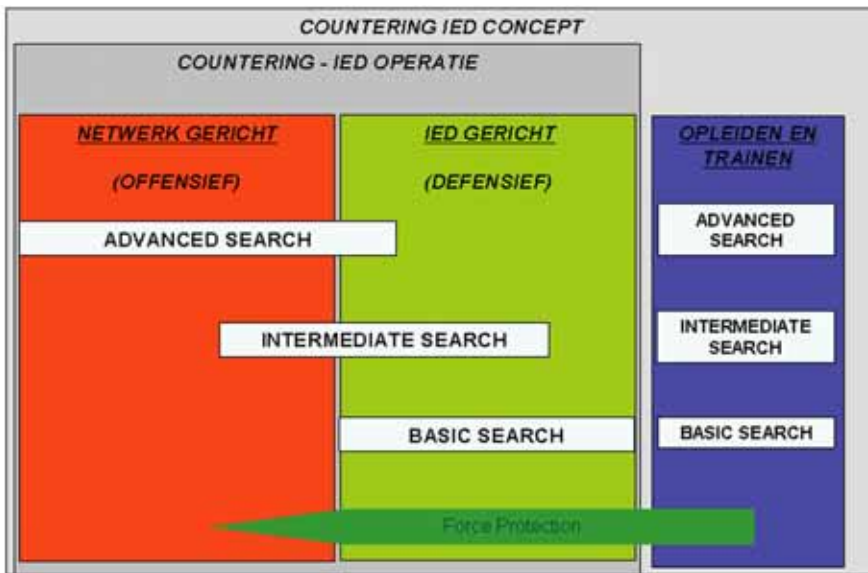 COUNTERING IED CONCEPT
COUNTERING - IED OPERATIE
NETWERK GERICHT
(OFFENSIEF)
IED GERICHT
(DEFENSIEF)
OPLEIDEN EN
TRAINEN
ADVANCED SEARCH
ADVANCED
SEARCH
INTERMEDIATE SEARCH
INTERMEDIATE
SEARCH
BASIC SEARCH
BASIC SEARCH
Force Protection